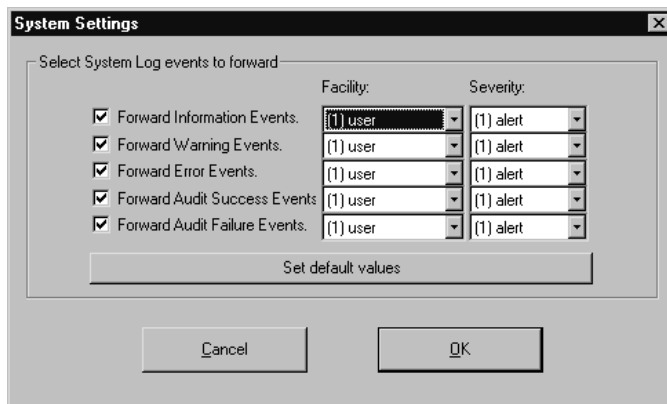 System Settings
Select System Log events to forward
Facility: Severity:
Forward Information Events. (1) user (1) alert
Forward Warning Events. (1) user (1) alert
Forward Error Events. (1) user (1) alert
Forward Audit Success Events (1) user (1) alert
Forward Audit Failure Events. (1) user (1) alert
Set default values
Cancel OK